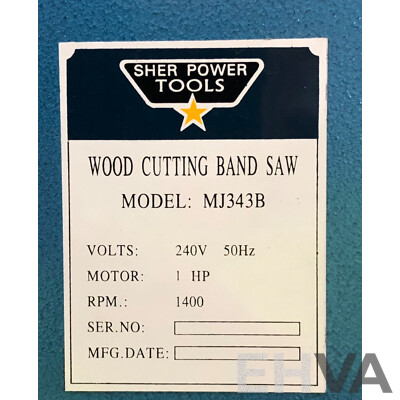 SHER POWER
TOOLS
WOOD CUTTING BAND SAW
MODEL: MJ343B
VOLTS: 240V 50Hz
MOTOR: 1 HP
RPM.: 1400
SER.NO:
MFG.DATE:
EHVA